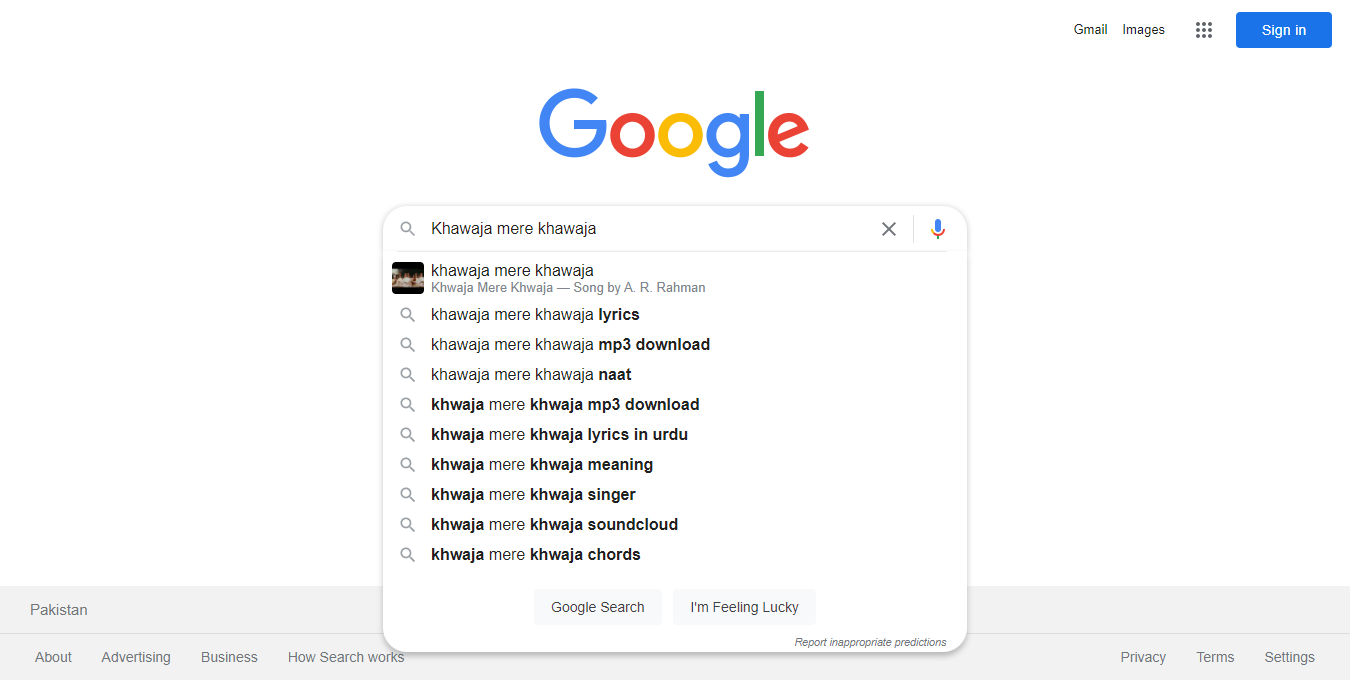 Gmail Images Sign in
Google
Khawaja mere khawaja
khawaja mere khawaja
Khwaja Mere Khwaja — Song by A. R. Rahman
khawaja mere khawaja lyrics
khawaja mere khawaja mp3 download
khawaja mere khawaja naat
khwaja mere khwaja mp3 download
khwaja mere khwaja lyrics in urdu
khwaja mere khwaja meaning
khwaja mere khwaja singer
khwaja mere khwaja soundcloud
khwaja mere khwaja chords
Google Search I'm Feeling Lucky
Report inappropriate predictions
Pakistan
About Advertising Business How Search works Privacy Terms Settings